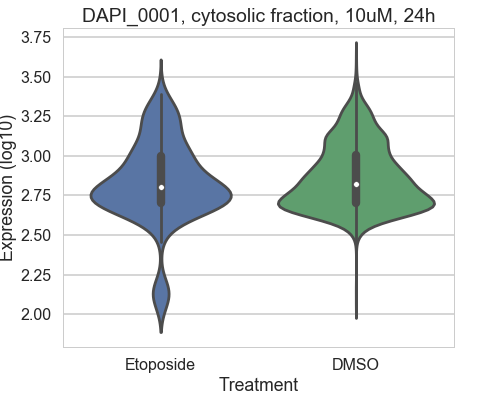 DAPI_0001, cytosolic fraction, 10uM, 24h
3.75
3.50
3.25
3.00
2.75
2.50
2.25
2.00
Expression (log10)
Etoposide
DMSO
Treatment